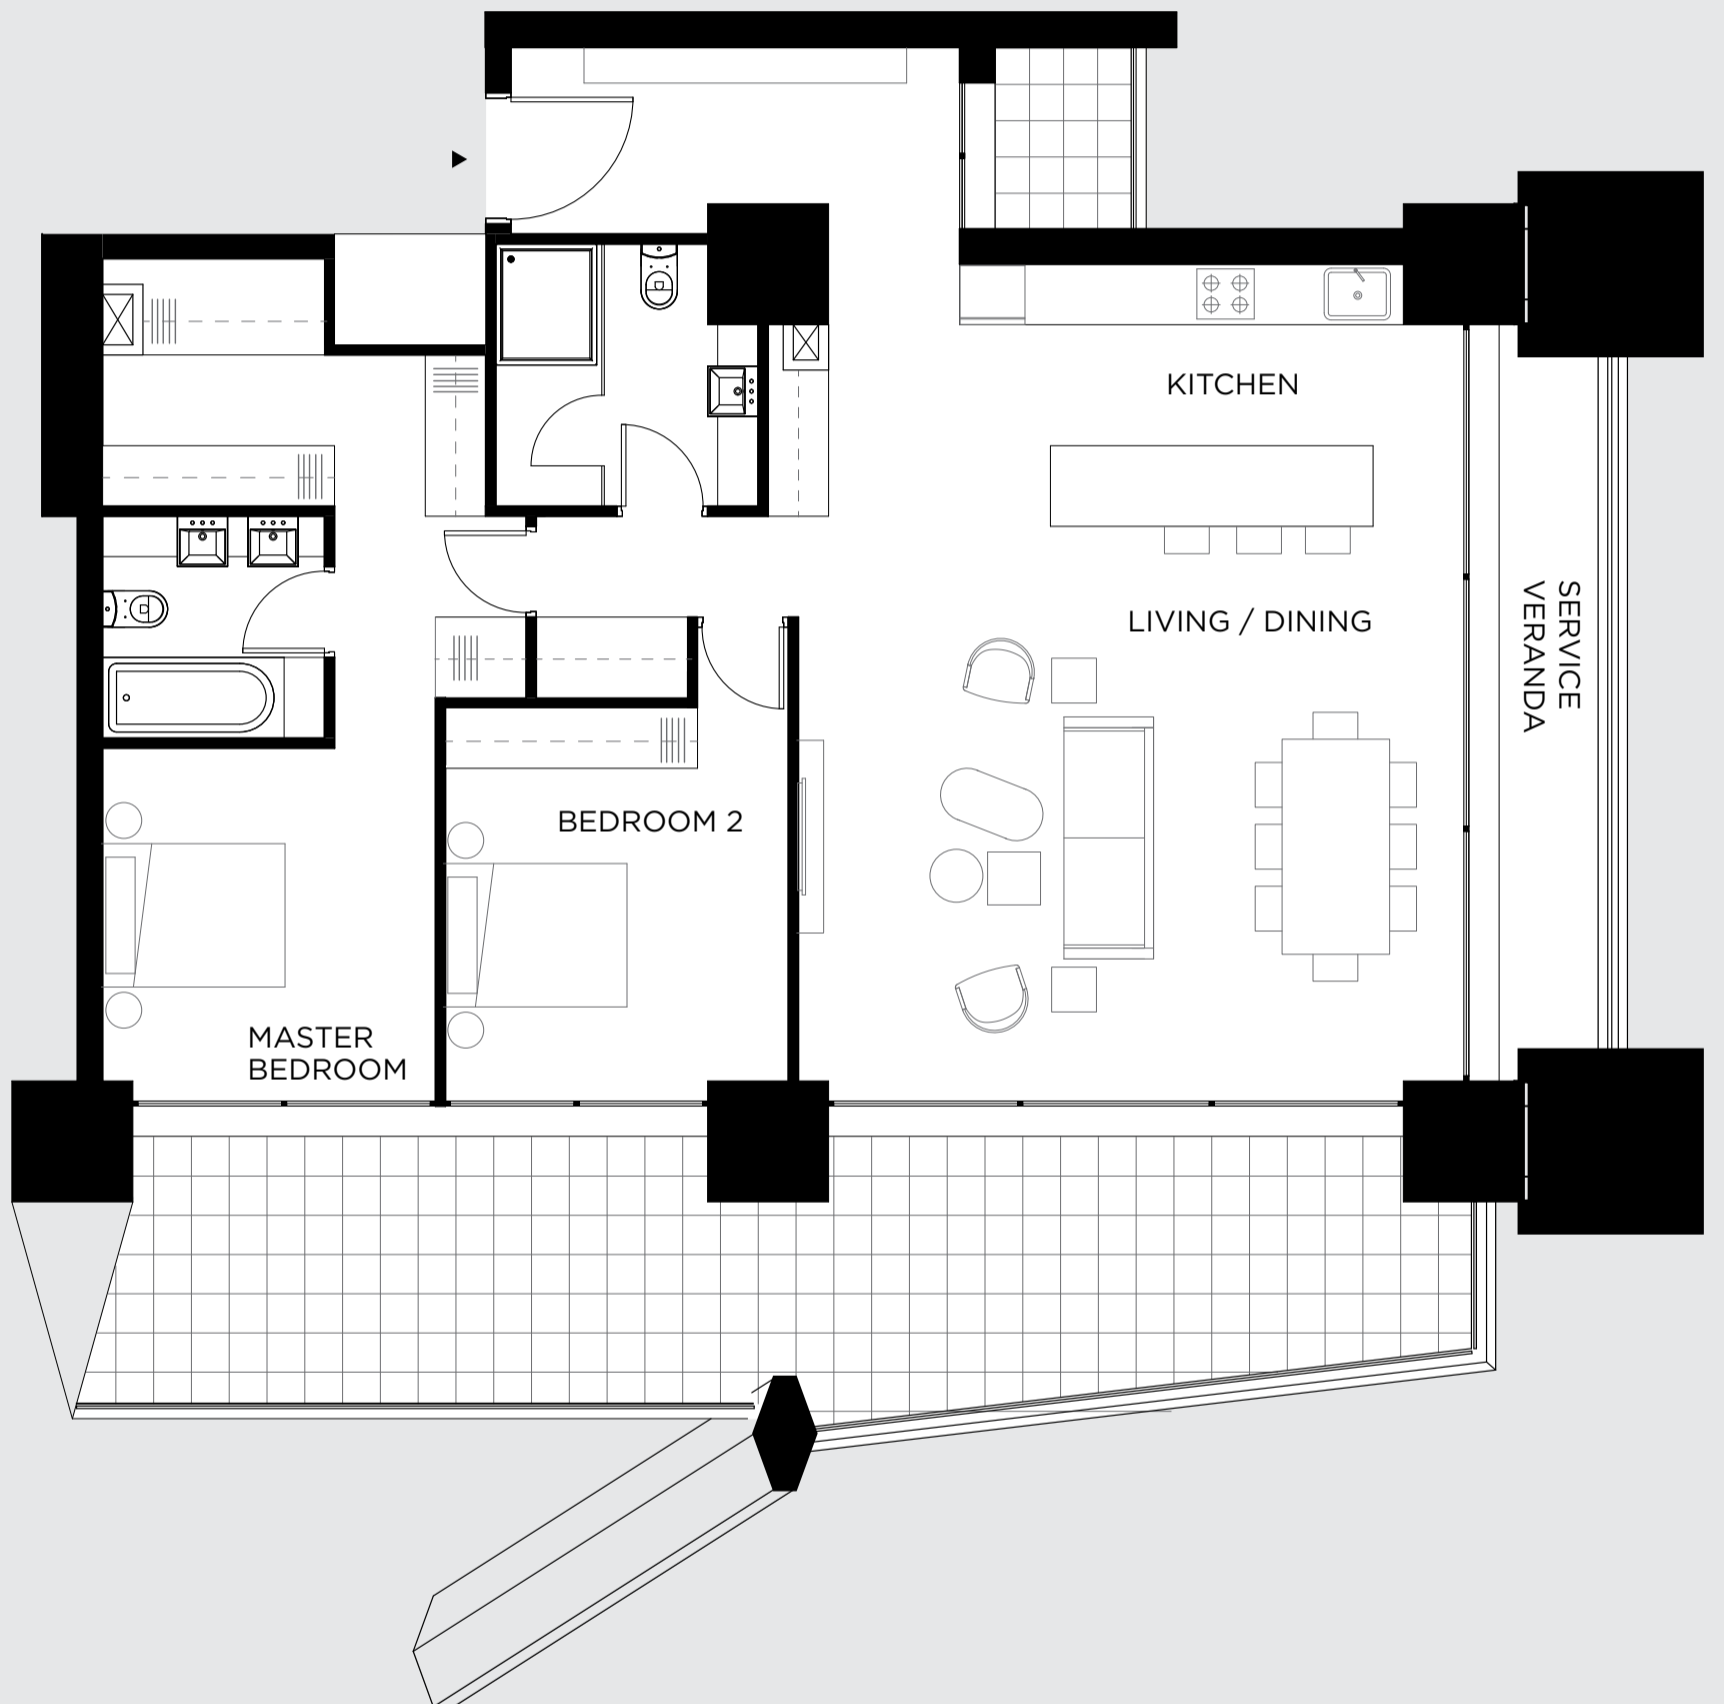 KITCHEN
LIVING / DINING
SERVICE
VERANDA
BEDROOM 2
MASTER
BEDROOM